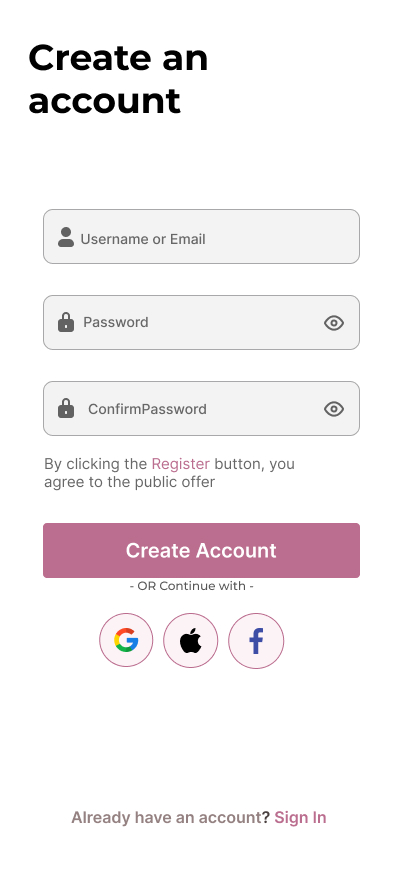 Create an
account
Username or Email
Password
ConfirmPassword
By clicking the Register button, you
agree to the public offer
Create Account
- OR Continue with -
Already have an account? Sign In